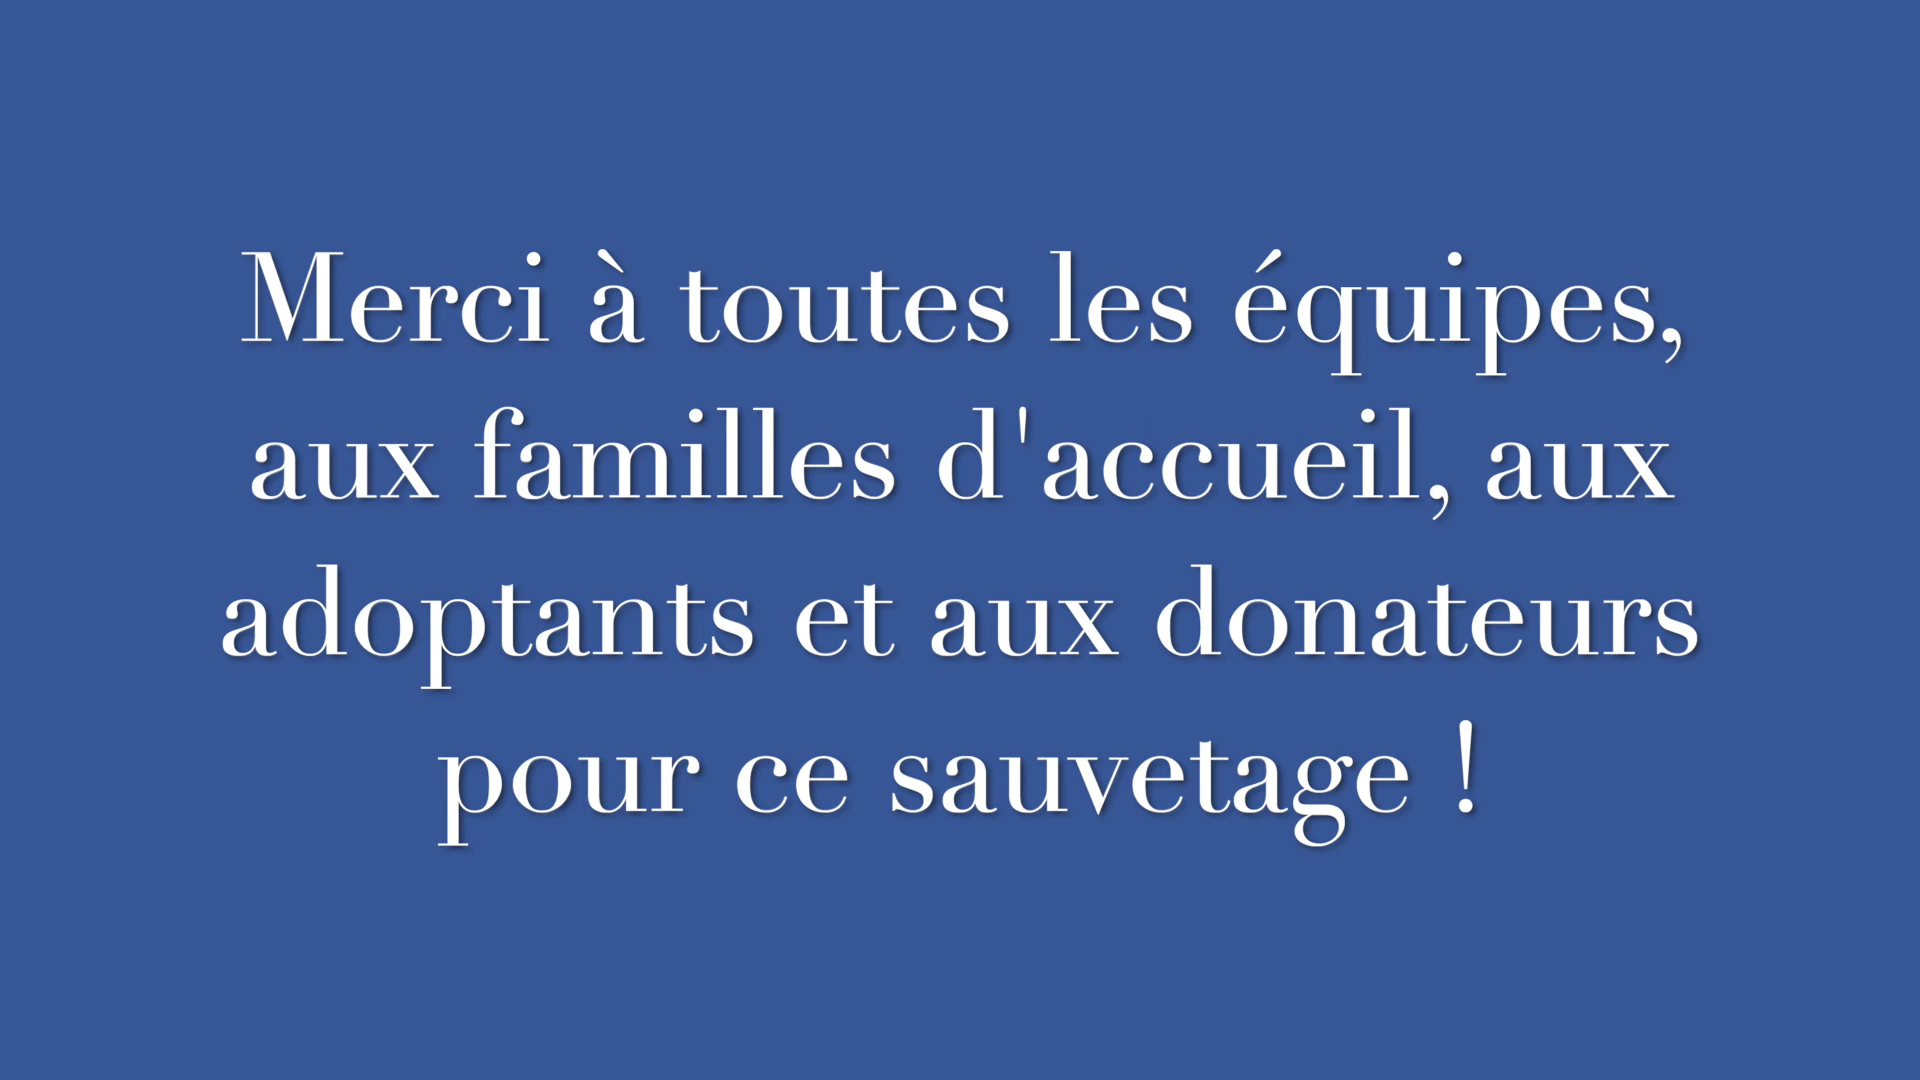 Merci à toutes les équipes,
aux familles d'accueil, aux
adoptants et aux donateurs
pour ce sauvetage !